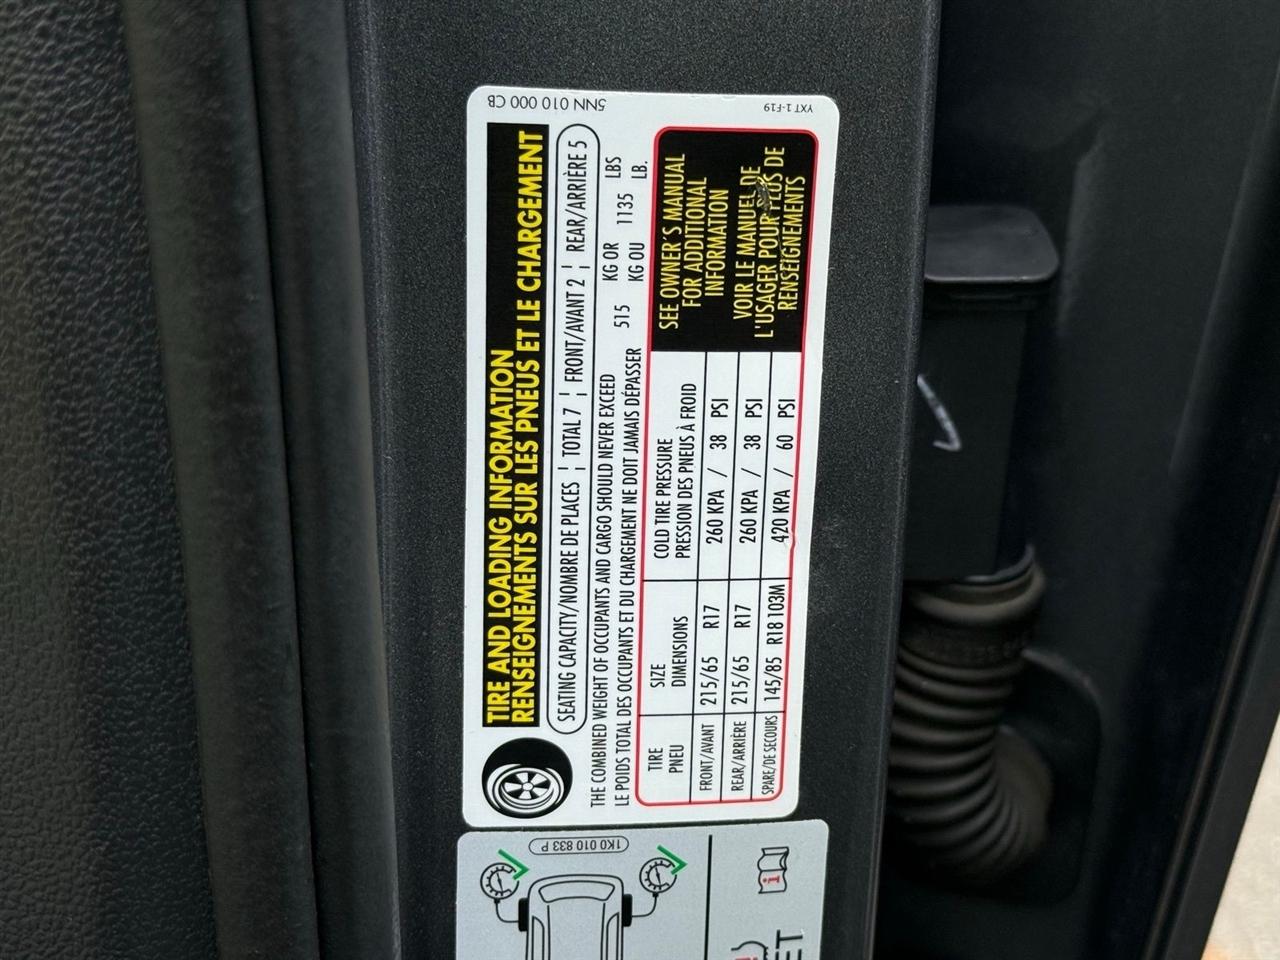 5NN 010 000 CB
YXT 1-F19
TIRE AND LOADING INFORMATION
RENSEIGNEMENTS SUR LES PNEUS ET LE CHARGEMENT
SEATING CAPACITY/NOMBRE DE PLACES ¦ TOTAL 7 ¦ FRONT/AVANT 2 ¦ REAR/ARRIÈRE 5
THE COMBINED WEIGHT OF OCCUPANTS AND CARGO SHOULD NEVER EXCEED 515 KG OR 1135 LBS
LE POIDS TOTAL DES OCCUPANTS ET DU CHARGEMENT NE DOIT JAMAIS DÉPASSER KG OU LB.
TIRE SIZE COLD TIRE PRESSURE
PNEU DIMENSIONS PRESSION DES PNEUS À FROID
FRONT/AVANT 215/65 R17 260 KPA / 38 PSI
REAR/ARRIÈRE 215/65 R17 260 KPA / 38 PSI
SPARE/DE SECOURS 145/85 R18 103M 420 KPA / 60 PSI
SEE OWNER'S MANUAL
FOR ADDITIONAL
INFORMATION
VOIR LE MANUEL DE
L'USAGER POUR PLUS DE
RENSEIGNEMENTS
1K0 010 833 P